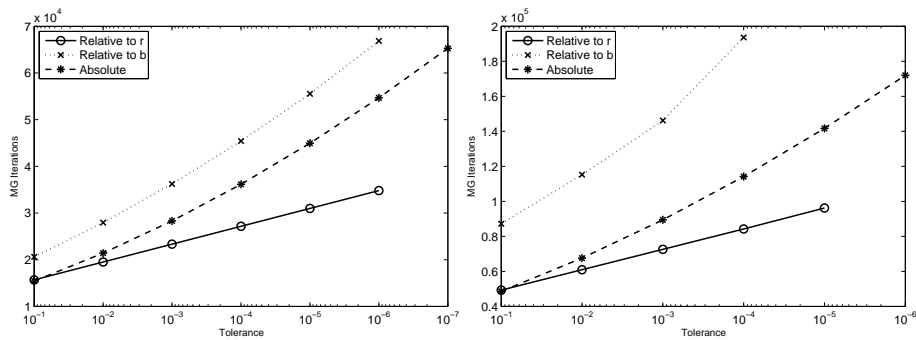 x 10^4
7
6
5
4
3
2
1
MG Iterations
Relative to r
Relative to b
Absolute
10^-1
10^-2
10^-3
10^-4
10^-5
10^-6
10^-7
Tolerance
x 10^5
2
1.8
1.6
1.4
1.2
1
0.8
0.6
0.4
MG Iterations
Relative to r
Relative to b
Absolute
10^-1
10^-2
10^-3
10^-4
10^-5
10^-6
Tolerance